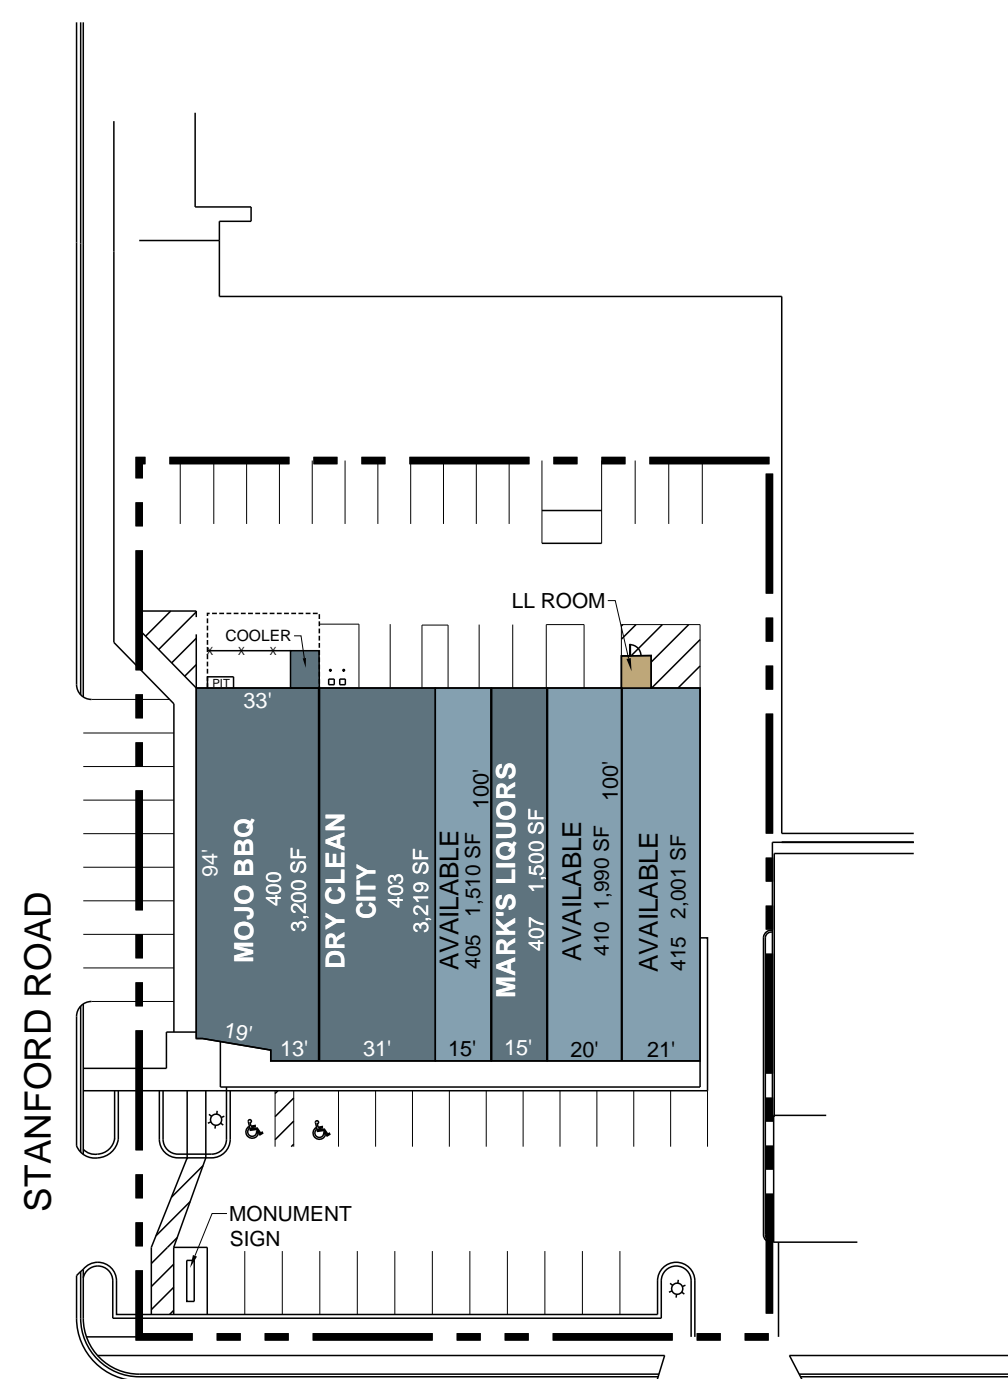 LL ROOM
COOLER
X X X
PIT
33'
94'
MOJO BBQ
400
3,200 SF
19'
13'
DRY CLEAN
CITY
403
3,219 SF
31'
AVAILABLE
405 1,510 SF
100'
15'
MARK'S LIQUORS
407 1,500 SF
15'
AVAILABLE
410 1,990 SF
100'
20'
AVAILABLE
415 2,001 SF
21'
STANFORD ROAD
MONUMENT
SIGN